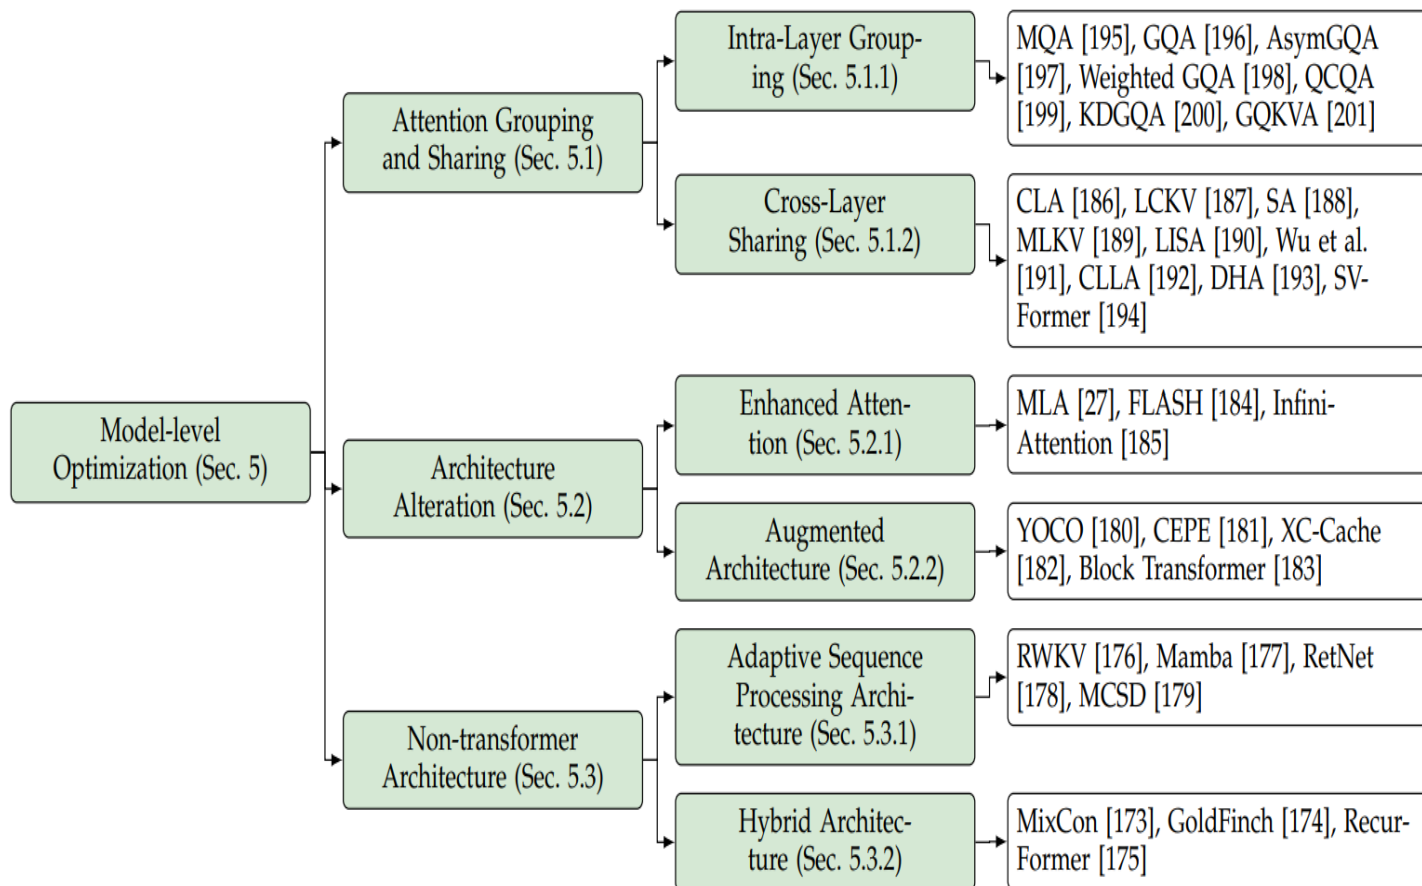 Model-level
Optimization (Sec. 5)
Attention Grouping
and Sharing (Sec. 5.1)
Intra-Layer Group-
ing (Sec. 5.1.1)
MQA [195], GQA [196], AsymGQA
[197], Weighted GQA [198], QCQA
[199], KDGQA [200], GQKVA [201]
Cross-Layer
Sharing (Sec. 5.1.2)
CLA [186], LCKV [187], SA [188],
MLKV [189], LISA [190], Wu et al.
[191], CLLA [192], DHA [193], SV-
Former [194]
Architecture
Alteration (Sec. 5.2)
Enhanced Atten-
tion (Sec. 5.2.1)
MLA [27], FLASH [184], Infini-
Attention [185]
Augmented
Architecture (Sec. 5.2.2)
YOCO [180], CEPE [181], XC-Cache
[182], Block Transformer [183]
Non-transformer
Architecture (Sec. 5.3)
Adaptive Sequence
Processing Archi-
tecture (Sec. 5.3.1)
RWKV [176], Mamba [177], RetNet
[178], MCSD [179]
Hybrid Architec-
ture (Sec. 5.3.2)
MixCon [173], GoldFinch [174], Recur-
Former [175]